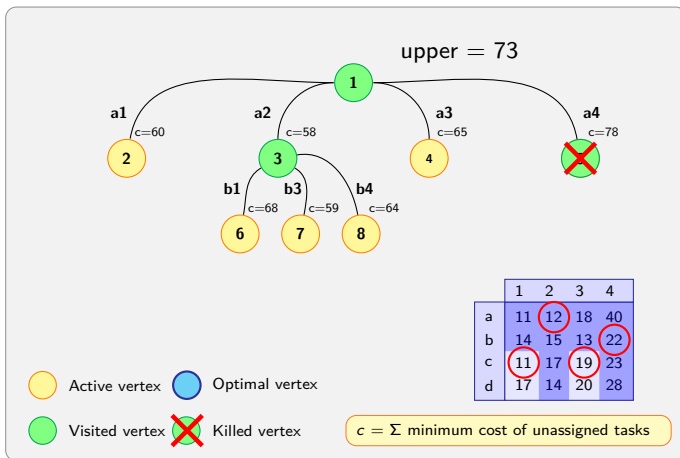 upper = 73
1
a1 a2 a3 a4
c=60 c=58 c=65 c=78
2 3 4
b1 b3 b4
c=68 c=59 c=64
6 7 8
1 2 3 4
a 11 12 18 40
b 14 15 13 22
c 11 17 19 23
d 17 14 20 28
Active vertex Optimal vertex
Visited vertex Killed vertex
c = Σ minimum cost of unassigned tasks